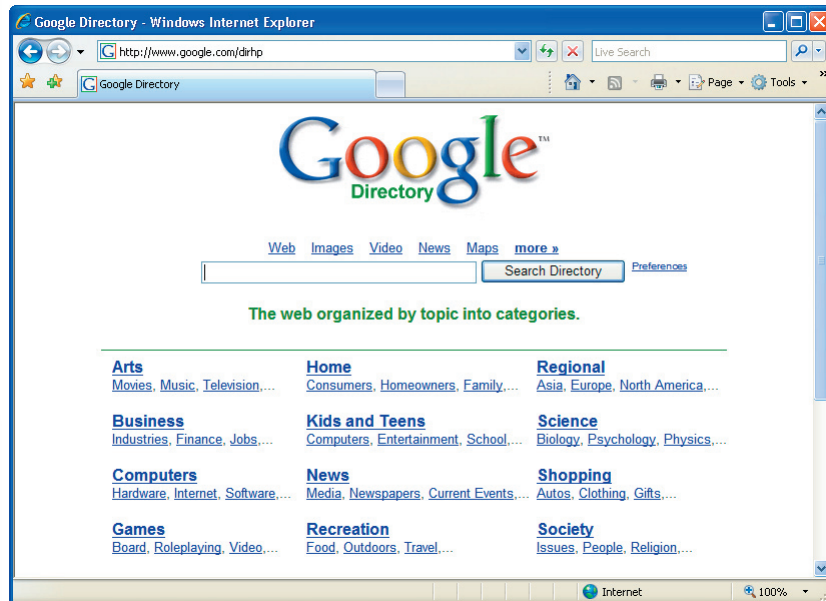 Google Directory - Windows Internet Explorer
http://www.google.com/dirhp
Live Search
Google Directory
Page
Tools
»
Google™
Directory
Web Images Video News Maps more »
Search Directory
Preferences
The web organized by topic into categories.
Arts
Movies, Music, Television,...
Home
Consumers, Homeowners, Family,...
Regional
Asia, Europe, North America,...
Business
Industries, Finance, Jobs,...
Kids and Teens
Computers, Entertainment, School,...
Science
Biology, Psychology, Physics,...
Computers
Hardware, Internet, Software,...
News
Media, Newspapers, Current Events,...
Shopping
Autos, Clothing, Gifts,...
Games
Board, Roleplaying, Video,...
Recreation
Food, Outdoors, Travel,...
Society
Issues, People, Religion,...
Internet
100%